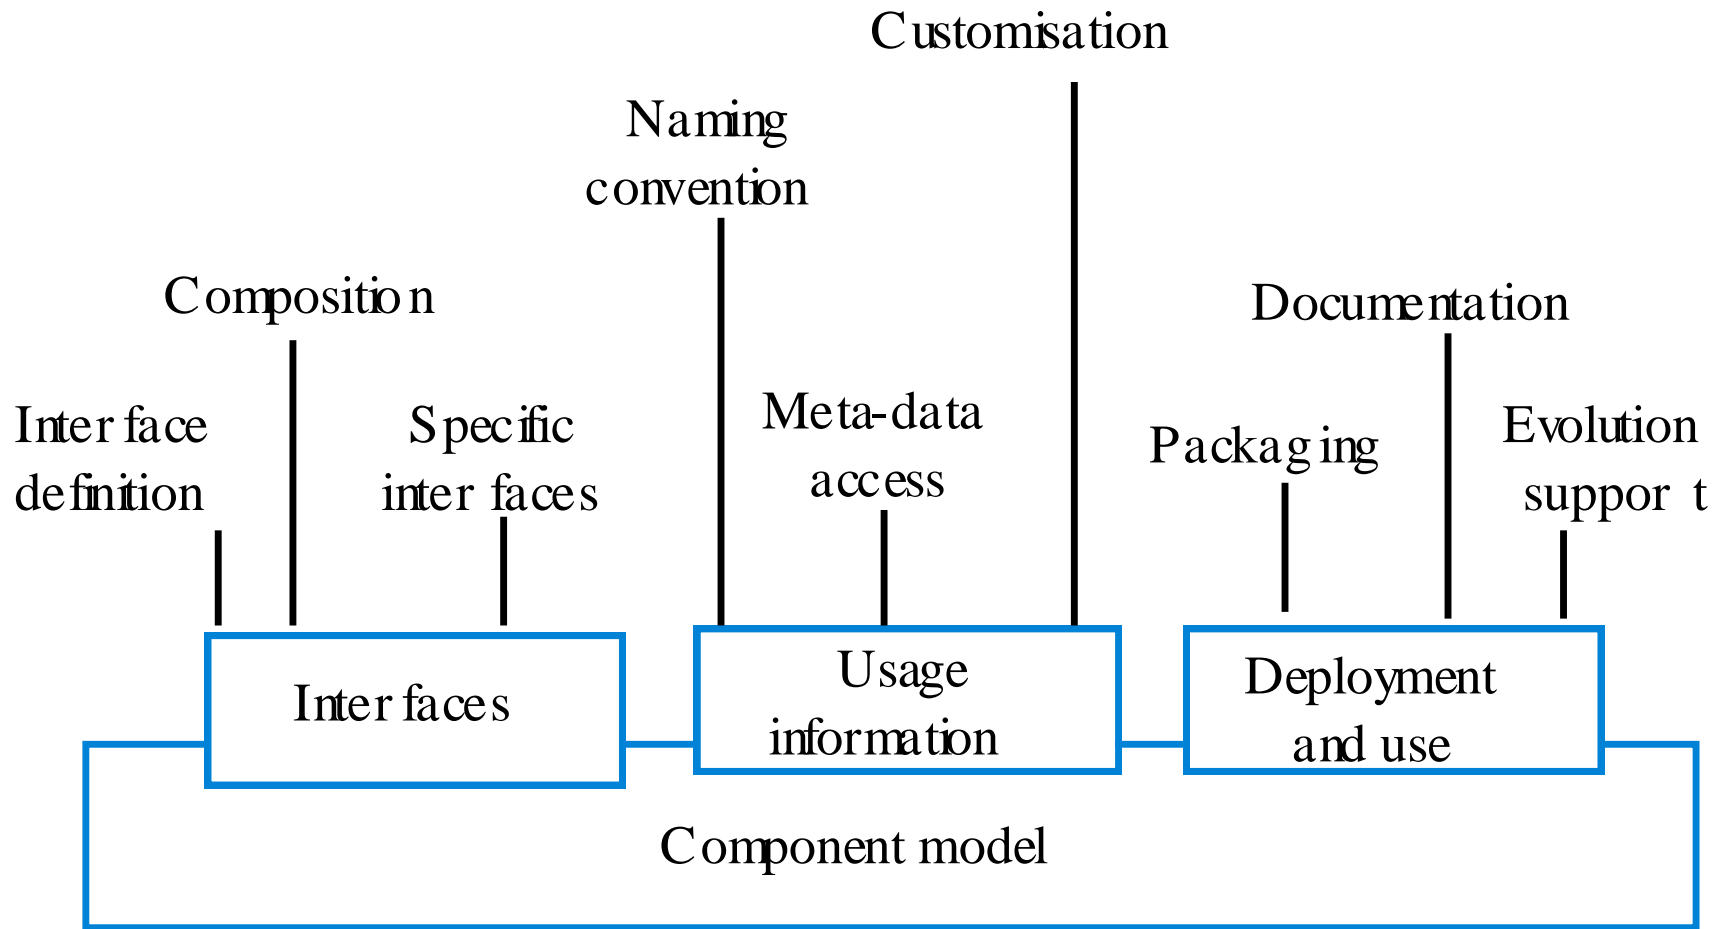 Customisation
Naming
convention
Composition
Documentation
Interface
definition
Specific
interfaces
Meta-data
access
Packaging
Evolution
support
Interfaces
Usage
information
Deployment
and use
Component model